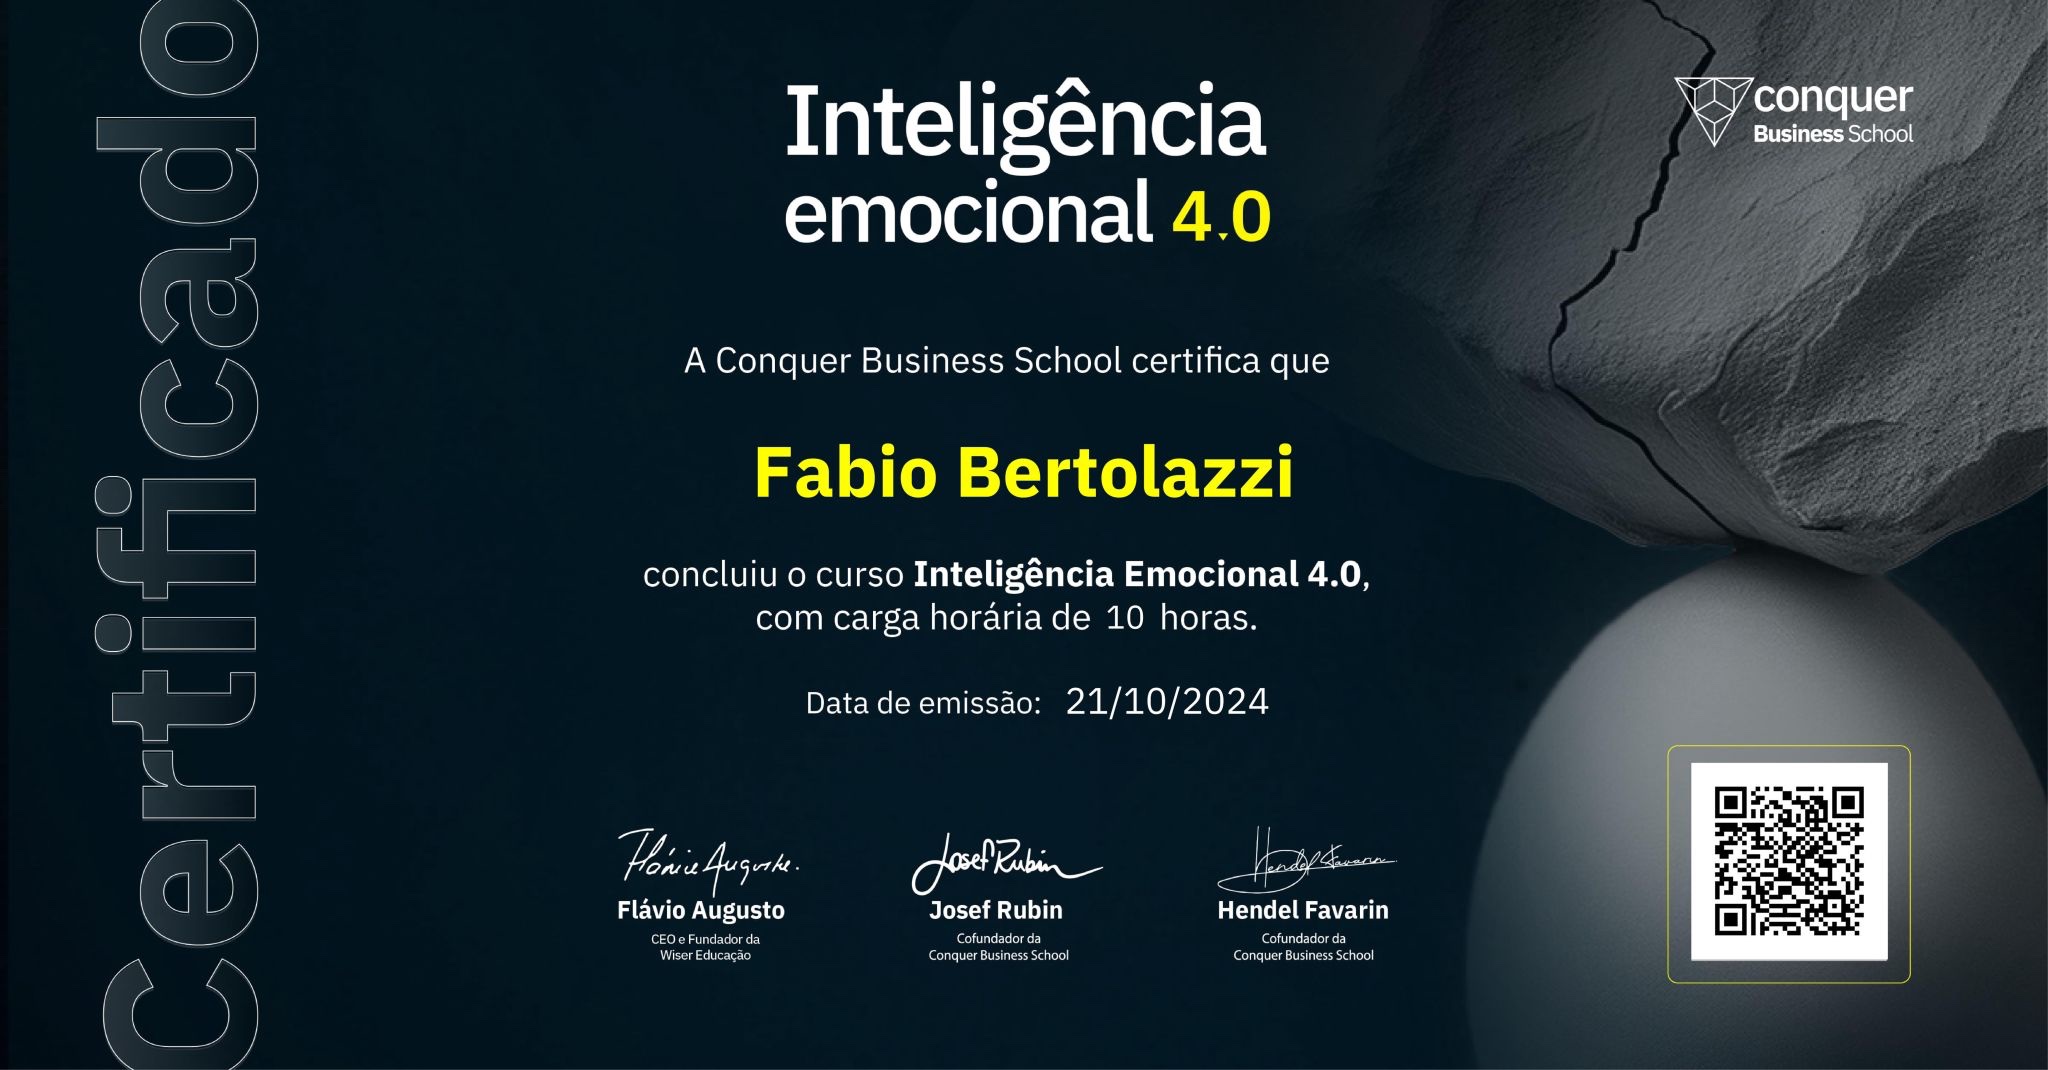 Certificado
Inteligência
emocional 4.0
conquer
Business School
A Conquer Business School certifica que
Fabio Bertolazzi
concluiu o curso Inteligência Emocional 4.0,
com carga horária de 10 horas.
Data de emissão: 21/10/2024
Flávio Augusto.
Josef Rubin
Hendel Favarin
Flávio Augusto
CEO e Fundador da
Wiser Educação
Josef Rubin
Cofundador da
Conquer Business School
Hendel Favarin
Cofundador da
Conquer Business School